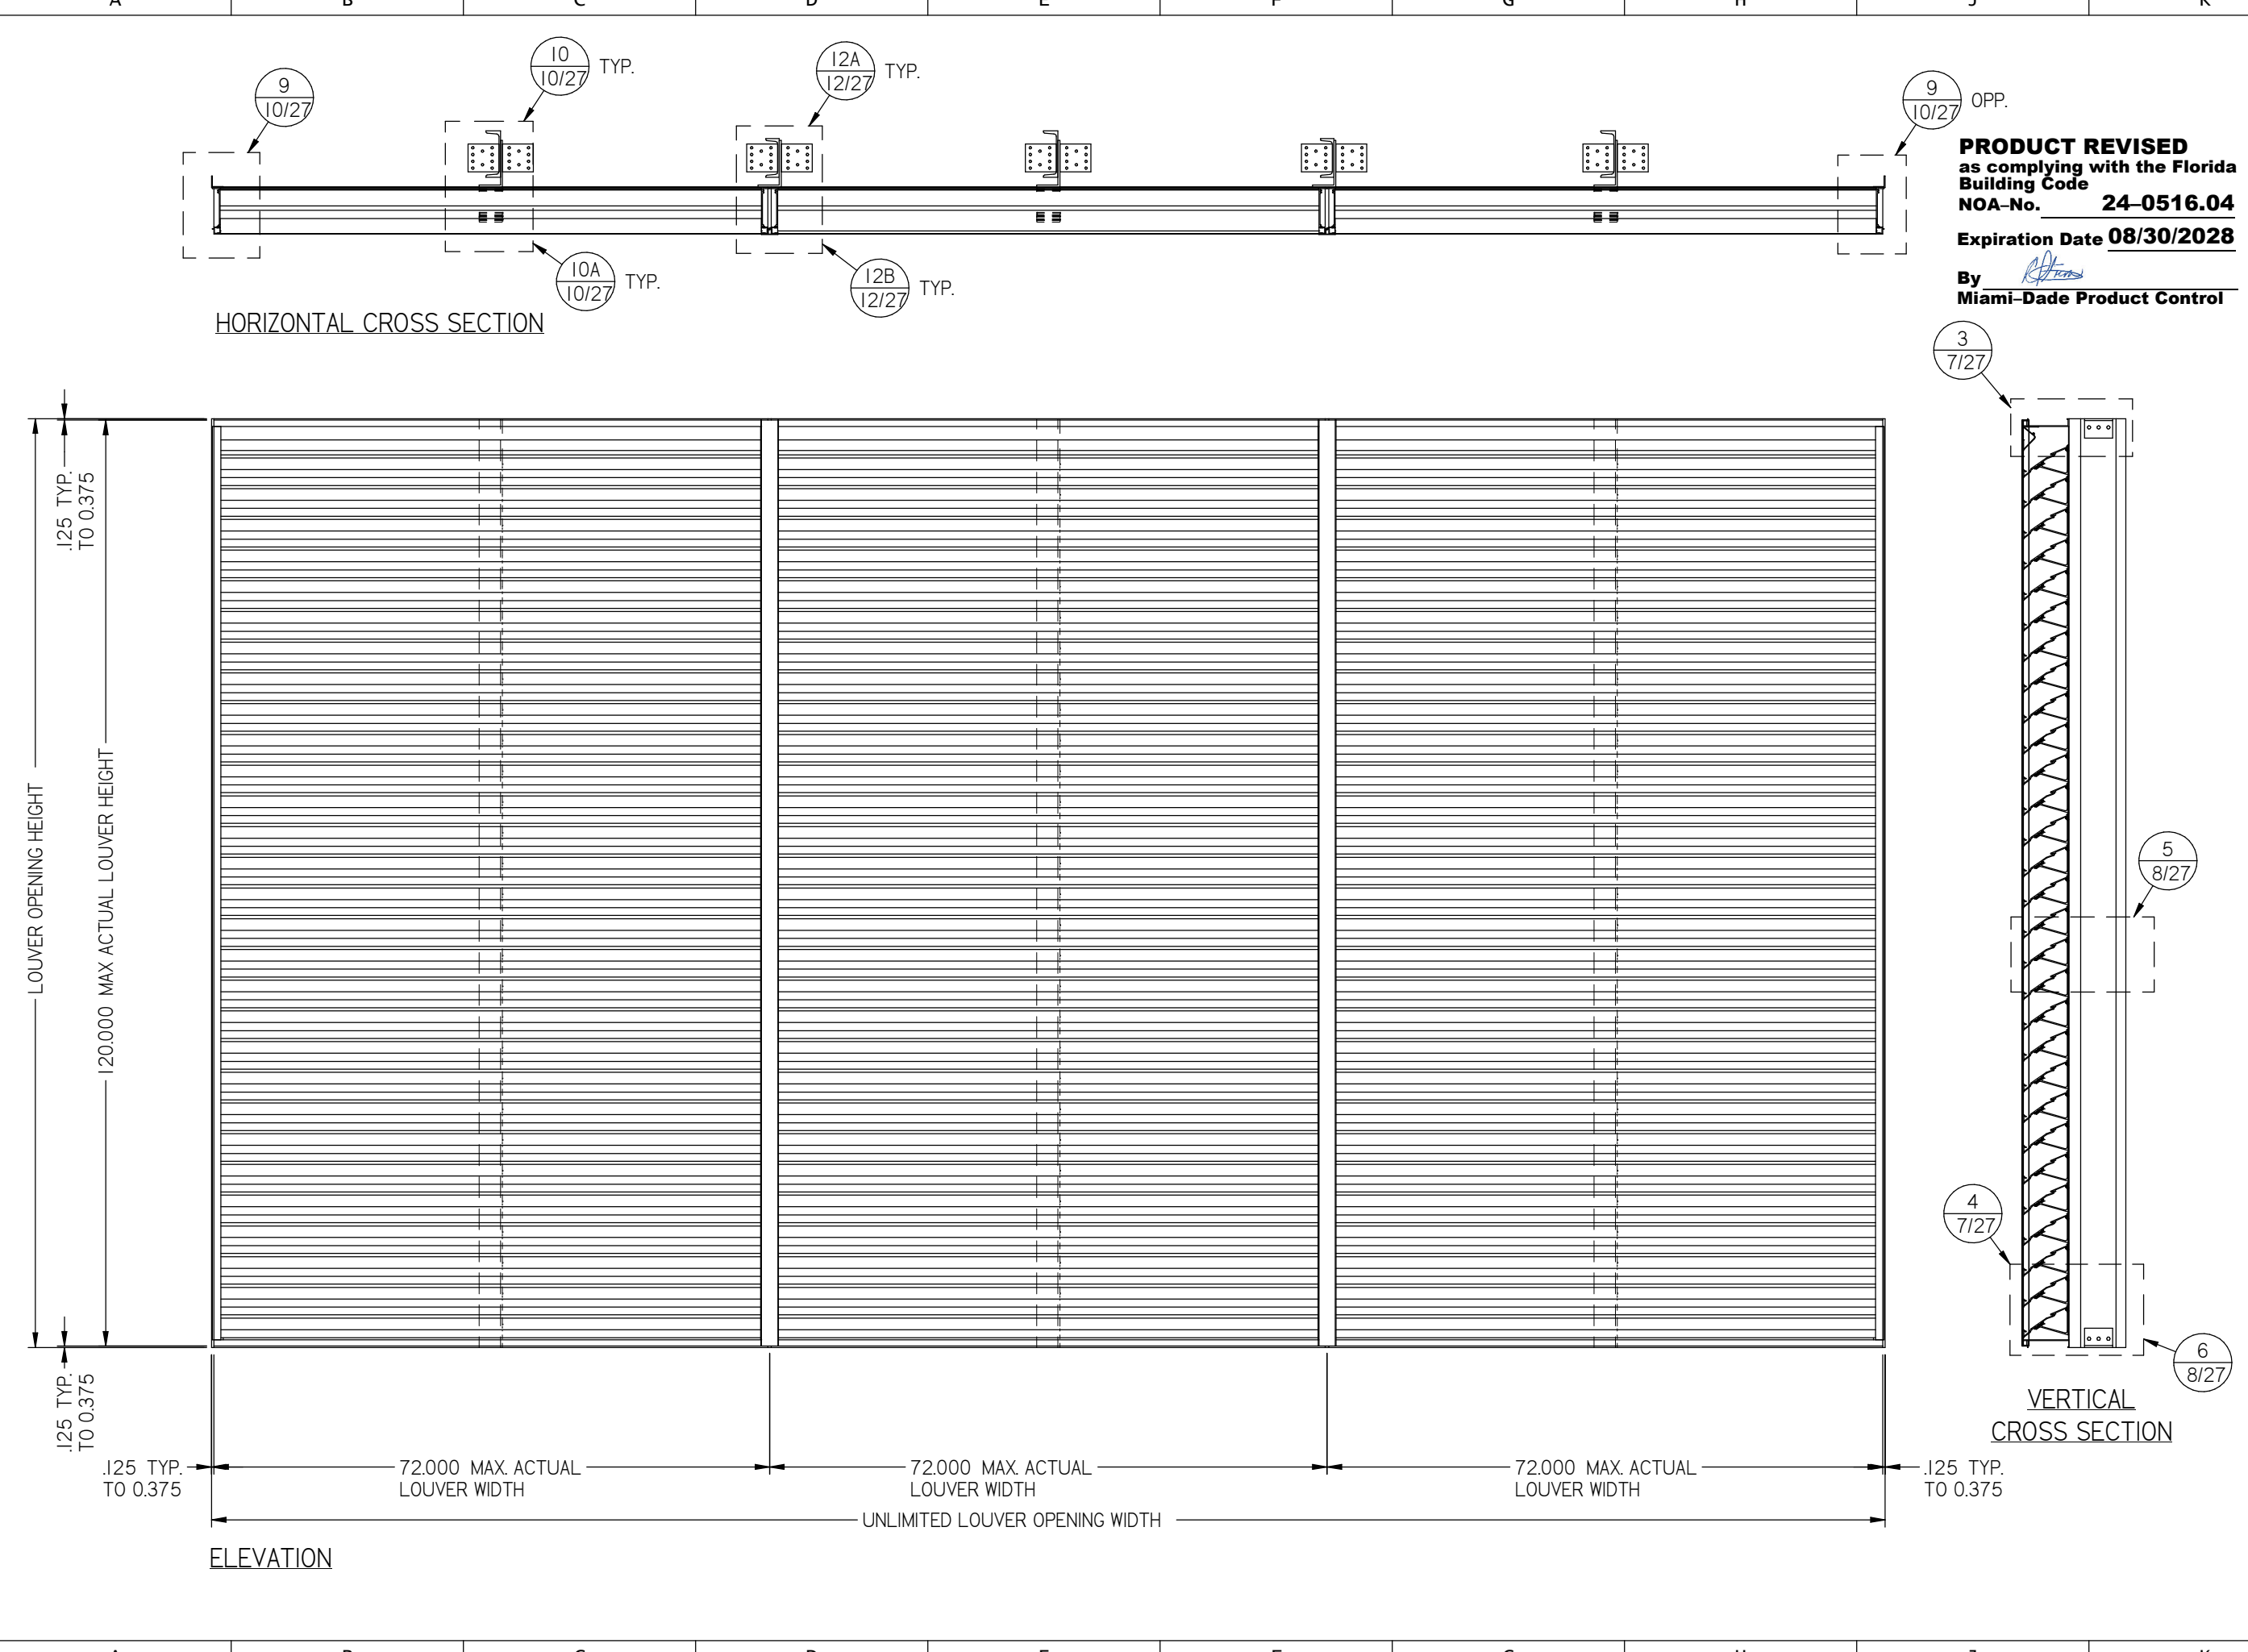 A B C D E F G H J K
10
10/27
TYP.
12A
12/27
TYP.
9
10/27
9
10/27
OPP.
PRODUCT REVISED
as complying with the Florida
Building Code
NOA–No. 24–0516.04
Expiration Date 08/30/2028
By
Miami–Dade Product Control
10A
10/27
TYP.
12B
12/27
TYP.
HORIZONTAL CROSS SECTION
3
7/27
.125 TYP.
TO 0.375
LOUVER OPENING HEIGHT
120.000 MAX ACTUAL LOUVER HEIGHT
5
8/27
4
7/27
6
8/27
.125 TYP.
TO 0.375
VERTICAL
CROSS SECTION
.125 TYP.
TO 0.375
72.000 MAX. ACTUAL
LOUVER WIDTH
72.000 MAX. ACTUAL
LOUVER WIDTH
72.000 MAX. ACTUAL
LOUVER WIDTH
.125 TYP.
TO 0.375
UNLIMITED LOUVER OPENING WIDTH
ELEVATION